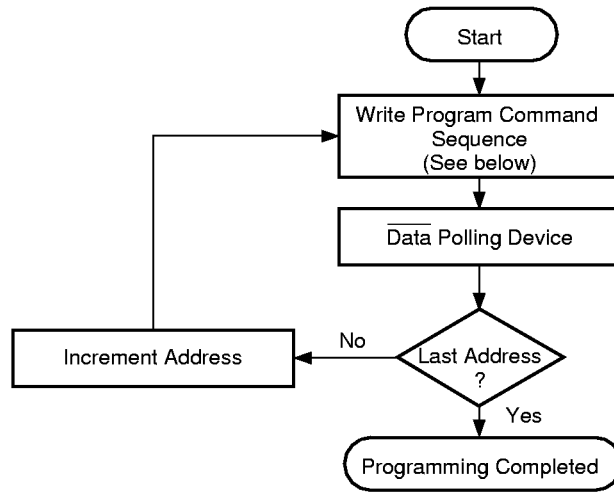 Start
Write Program Command
Sequence
(See below)
Data Polling Device
Last Address
?
No
Increment Address
Yes
Programming Completed